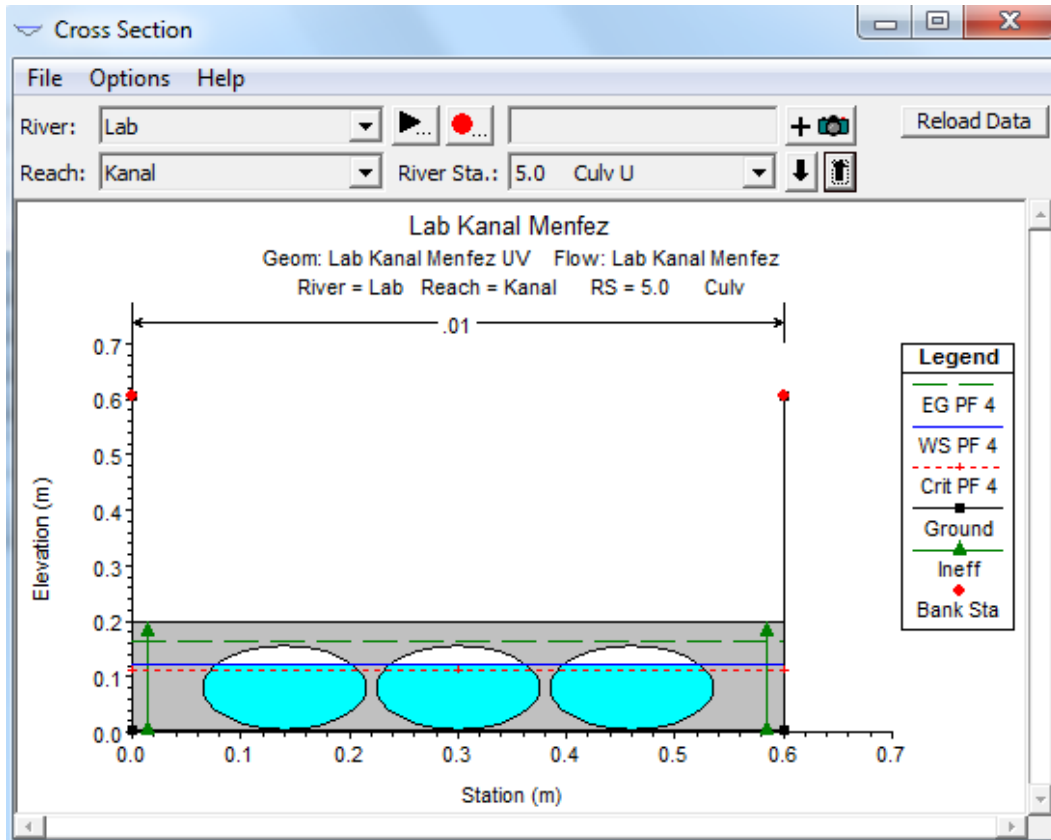 Cross Section
File Options Help
River: Lab ... ... Reload Data
Reach: Kanal River Sta.: 5.0 Culv U
Lab Kanal Menfez
Geom: Lab Kanal Menfez UV Flow: Lab Kanal Menfez
River = Lab Reach = Kanal RS = 5.0 Culv
.01
0.7
0.6
0.5
0.4
0.3
0.2
0.1
0.0
Elevation (m)
0.0 0.1 0.2 0.3 0.4 0.5 0.6 0.7
Station (m)
Legend
EG PF 4
WS PF 4
Crit PF 4
Ground
Ineff
Bank Sta